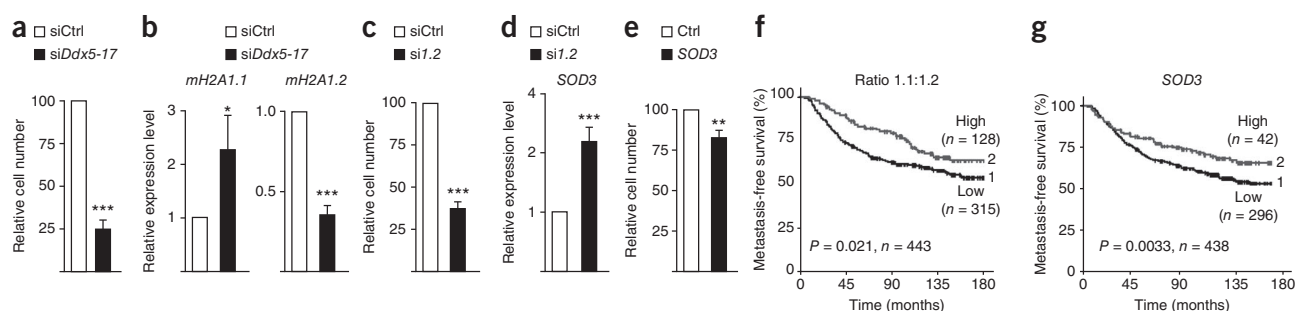 a
siCtrl
siDdx5-17
Relative cell number
100
75
50
25
***
b
siCtrl
siDdx5-17
mH2A1.1
mH2A1.2
Relative expression level
3
2
1
*
1.0
0.5
***
c
siCtrl
si1.2
Relative cell number
100
75
50
25
***
d
siCtrl
si1.2
SOD3
Relative expression level
4
2
1
***
e
Ctrl
SOD3
Relative cell number
100
75
50
25
**
f
Ratio 1.1:1.2
Metastasis-free survival (%)
100
75
50
25
0
High
(n = 128)
2
1
Low
(n = 315)
P = 0.021, n = 443
0 45 90 135 180
Time (months)
g
SOD3
Metastasis-free survival (%)
100
75
50
25
0
High
(n = 42)
2
1
Low
(n = 296)
P = 0.0033, n = 438
0 45 90 135 180
Time (months)